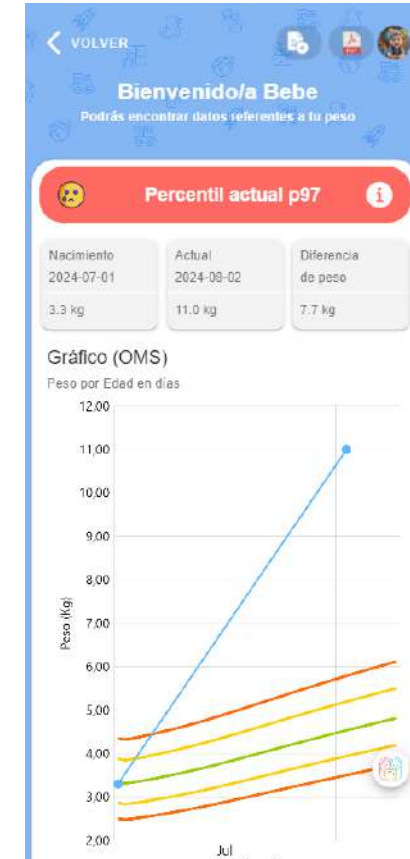 VOLVER
Bienvenido/a Bebe
Podrás encontrar datos referentes a tu peso
Percentil actual p97
Nacimiento
2024-07-01
3.3 kg
Actual
2024-08-02
11.0 kg
Diferencia
de peso
7.7 kg
Gráfico (OMS)
Peso por Edad en días
12,00
11,00
10,00
9,00
8,00
7,00
6,00
5,00
4,00
3,00
2,00
Peso (Kg)
Jul